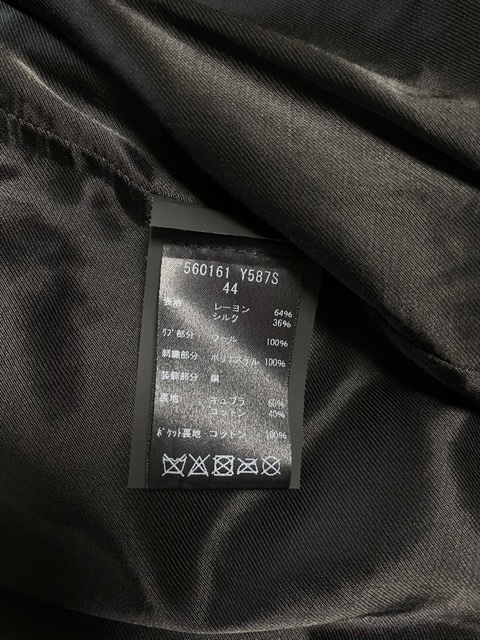 560161 Y587S
44
表地 レーヨン 64%
シルク 36%
リブ部分 ウール 100%
刺繍部分 ポリエステル 100%
装飾部分 銅
裏地 キュプラ 60%
コットン 40%
ポケット裏地 コットン 100%